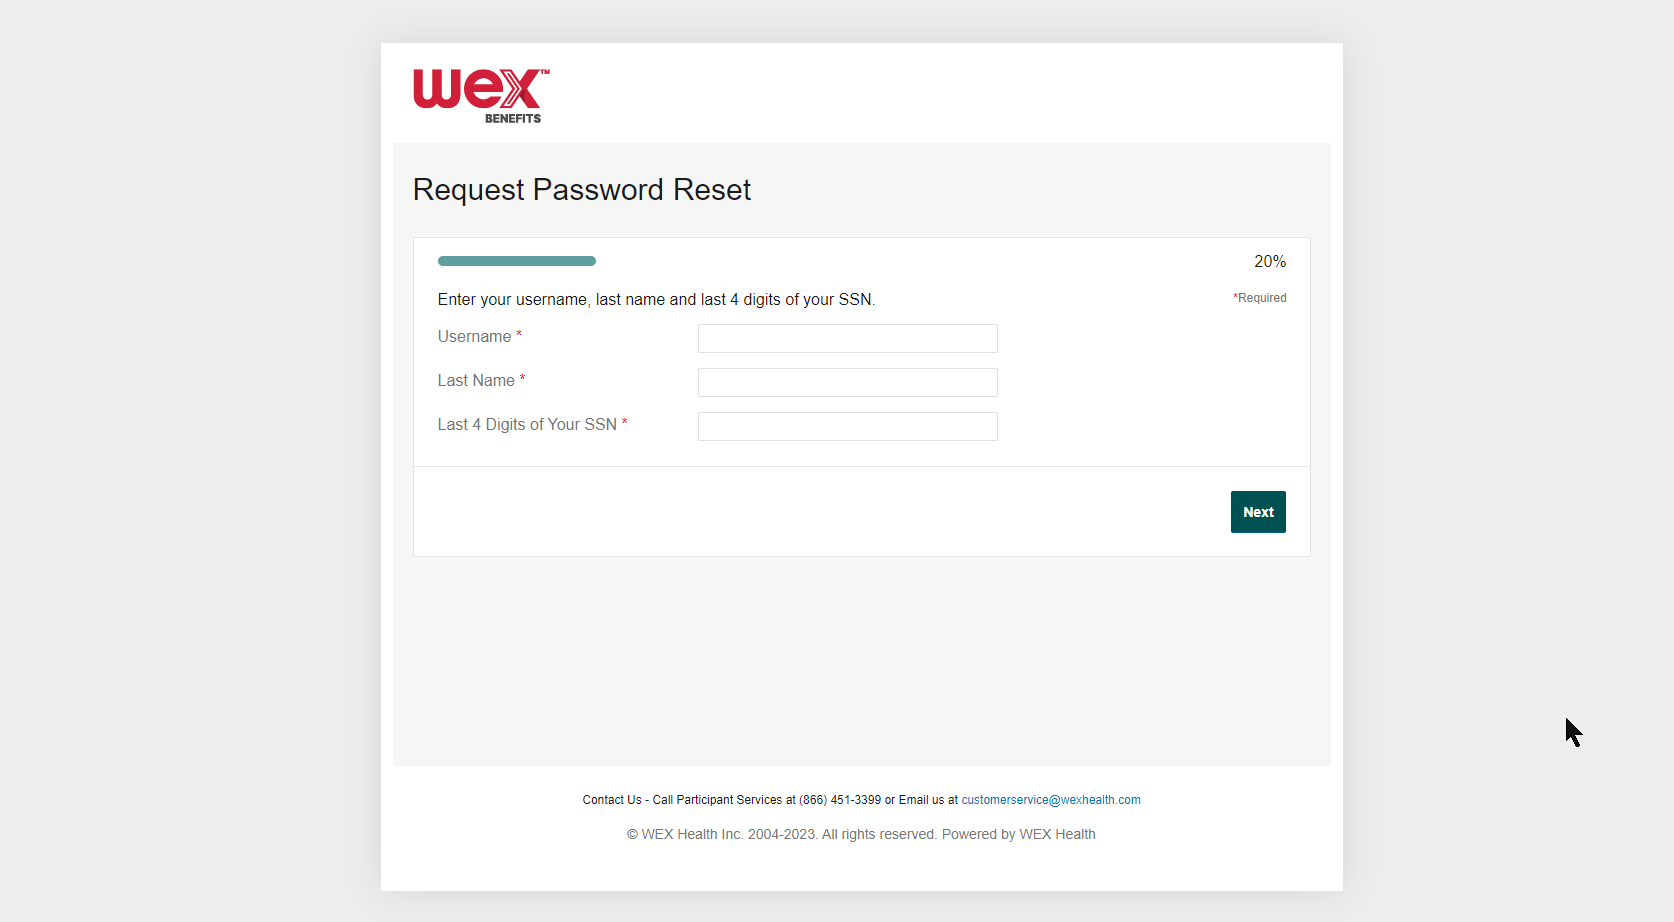 wex™
BENEFITS
Request Password Reset
20%
Enter your username, last name and last 4 digits of your SSN.
*Required
Username *
Last Name *
Last 4 Digits of Your SSN *
Next
Contact Us - Call Participant Services at (866) 451-3399 or Email us at customerservice@wexhealth.com
© WEX Health Inc. 2004-2023. All rights reserved. Powered by WEX Health